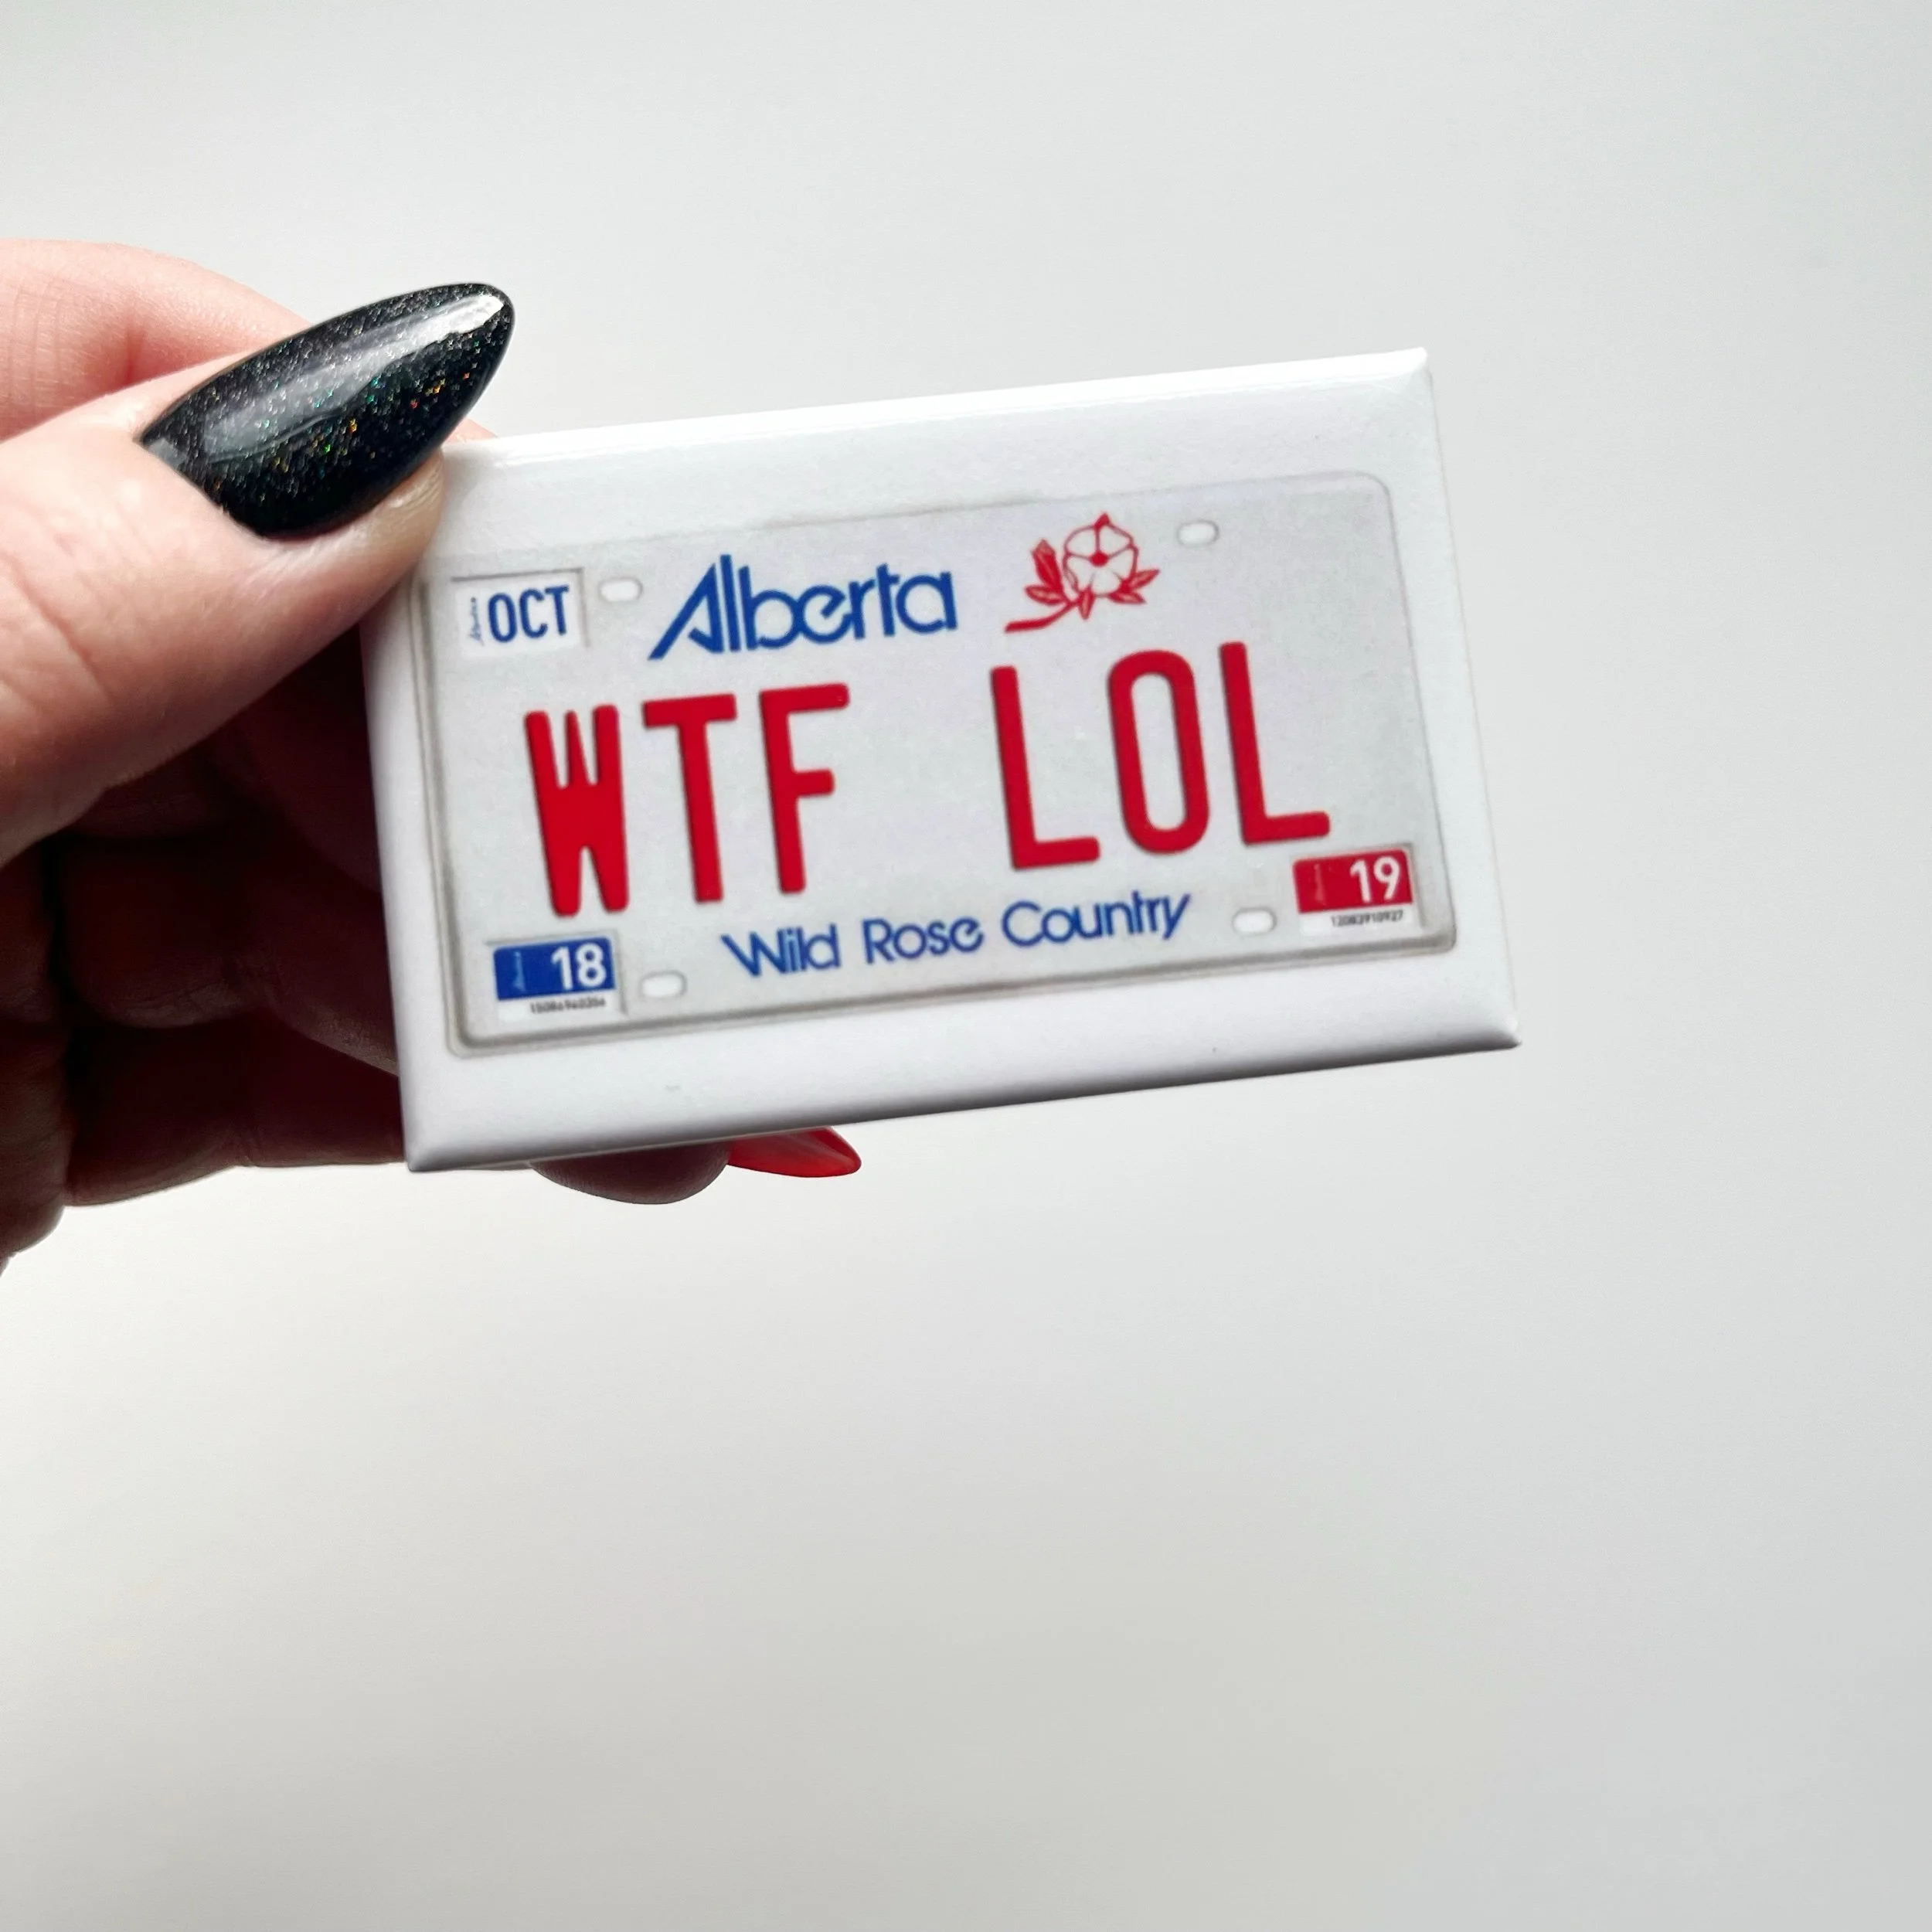 OCT
Alberta
WTF LOL
19
Wild Rose Country
18